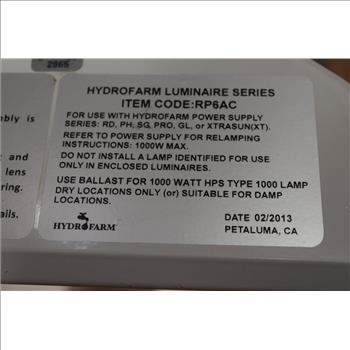 2865
mbly is
and
lens
ring.
ails.
HYDROFARM LUMINAIRE SERIES
ITEM CODE:RP6AC
FOR USE WITH HYDROFARM POWER SUPPLY
SERIES: RD, PH, SG, PRO, GL, or XTRASUN(XT).
REFER TO POWER SUPPLY FOR RELAMPING
INSTRUCTIONS: 1000W MAX.
DO NOT INSTALL A LAMP IDENTIFIED FOR USE
ONLY IN ENCLOSED LUMINAIRES.
USE BALLAST FOR 1000 WATT HPS TYPE 1000 LAMP
DRY LOCATIONS ONLY (or) SUITABLE FOR DAMP
LOCATIONS.
HYDROFARM
DATE 02/2013
PETALUMA, CA